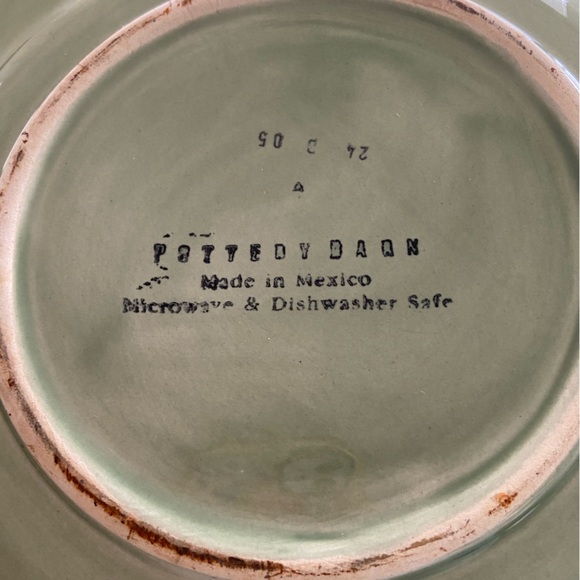 24 05
A
POTTERY BARN
Made in Mexico
Microwave & Dishwasher Safe